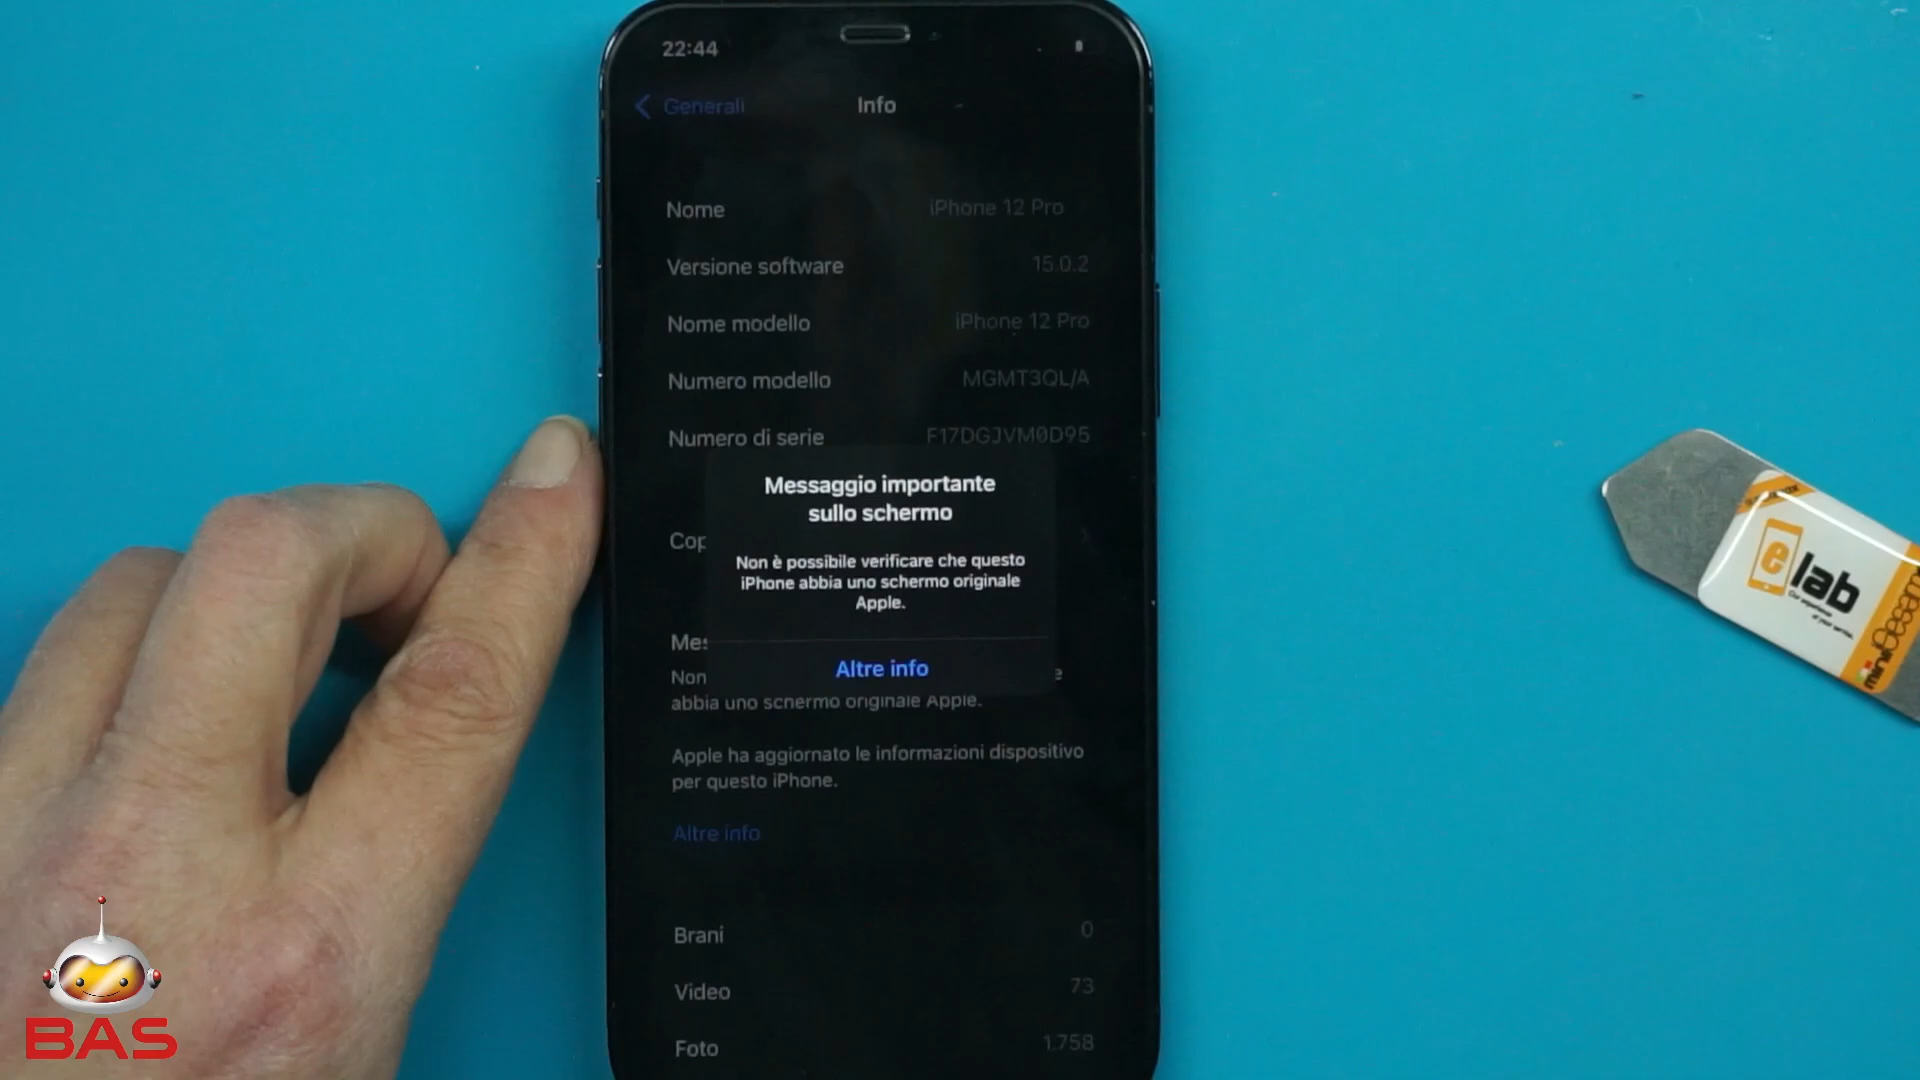 22:44
Generali
Info
Nome
iPhone 12 Pro
Versione software
15.0.2
Nome modello
iPhone 12 Pro
Numero modello
MGMT3QL/A
Numero di serie
F17DGJVM0D95
Messaggio importante
sullo schermo
Cop
Non è possibile verificare che questo
iPhone abbia uno schermo originale
Apple.
Mes
Altre info
Non
e
abbia uno schermo originale Apple.
Apple ha aggiornato le informazioni dispositivo
per questo iPhone.
Altre info
Brani
0
Video
73
Foto
1.758
e
lab
BAS